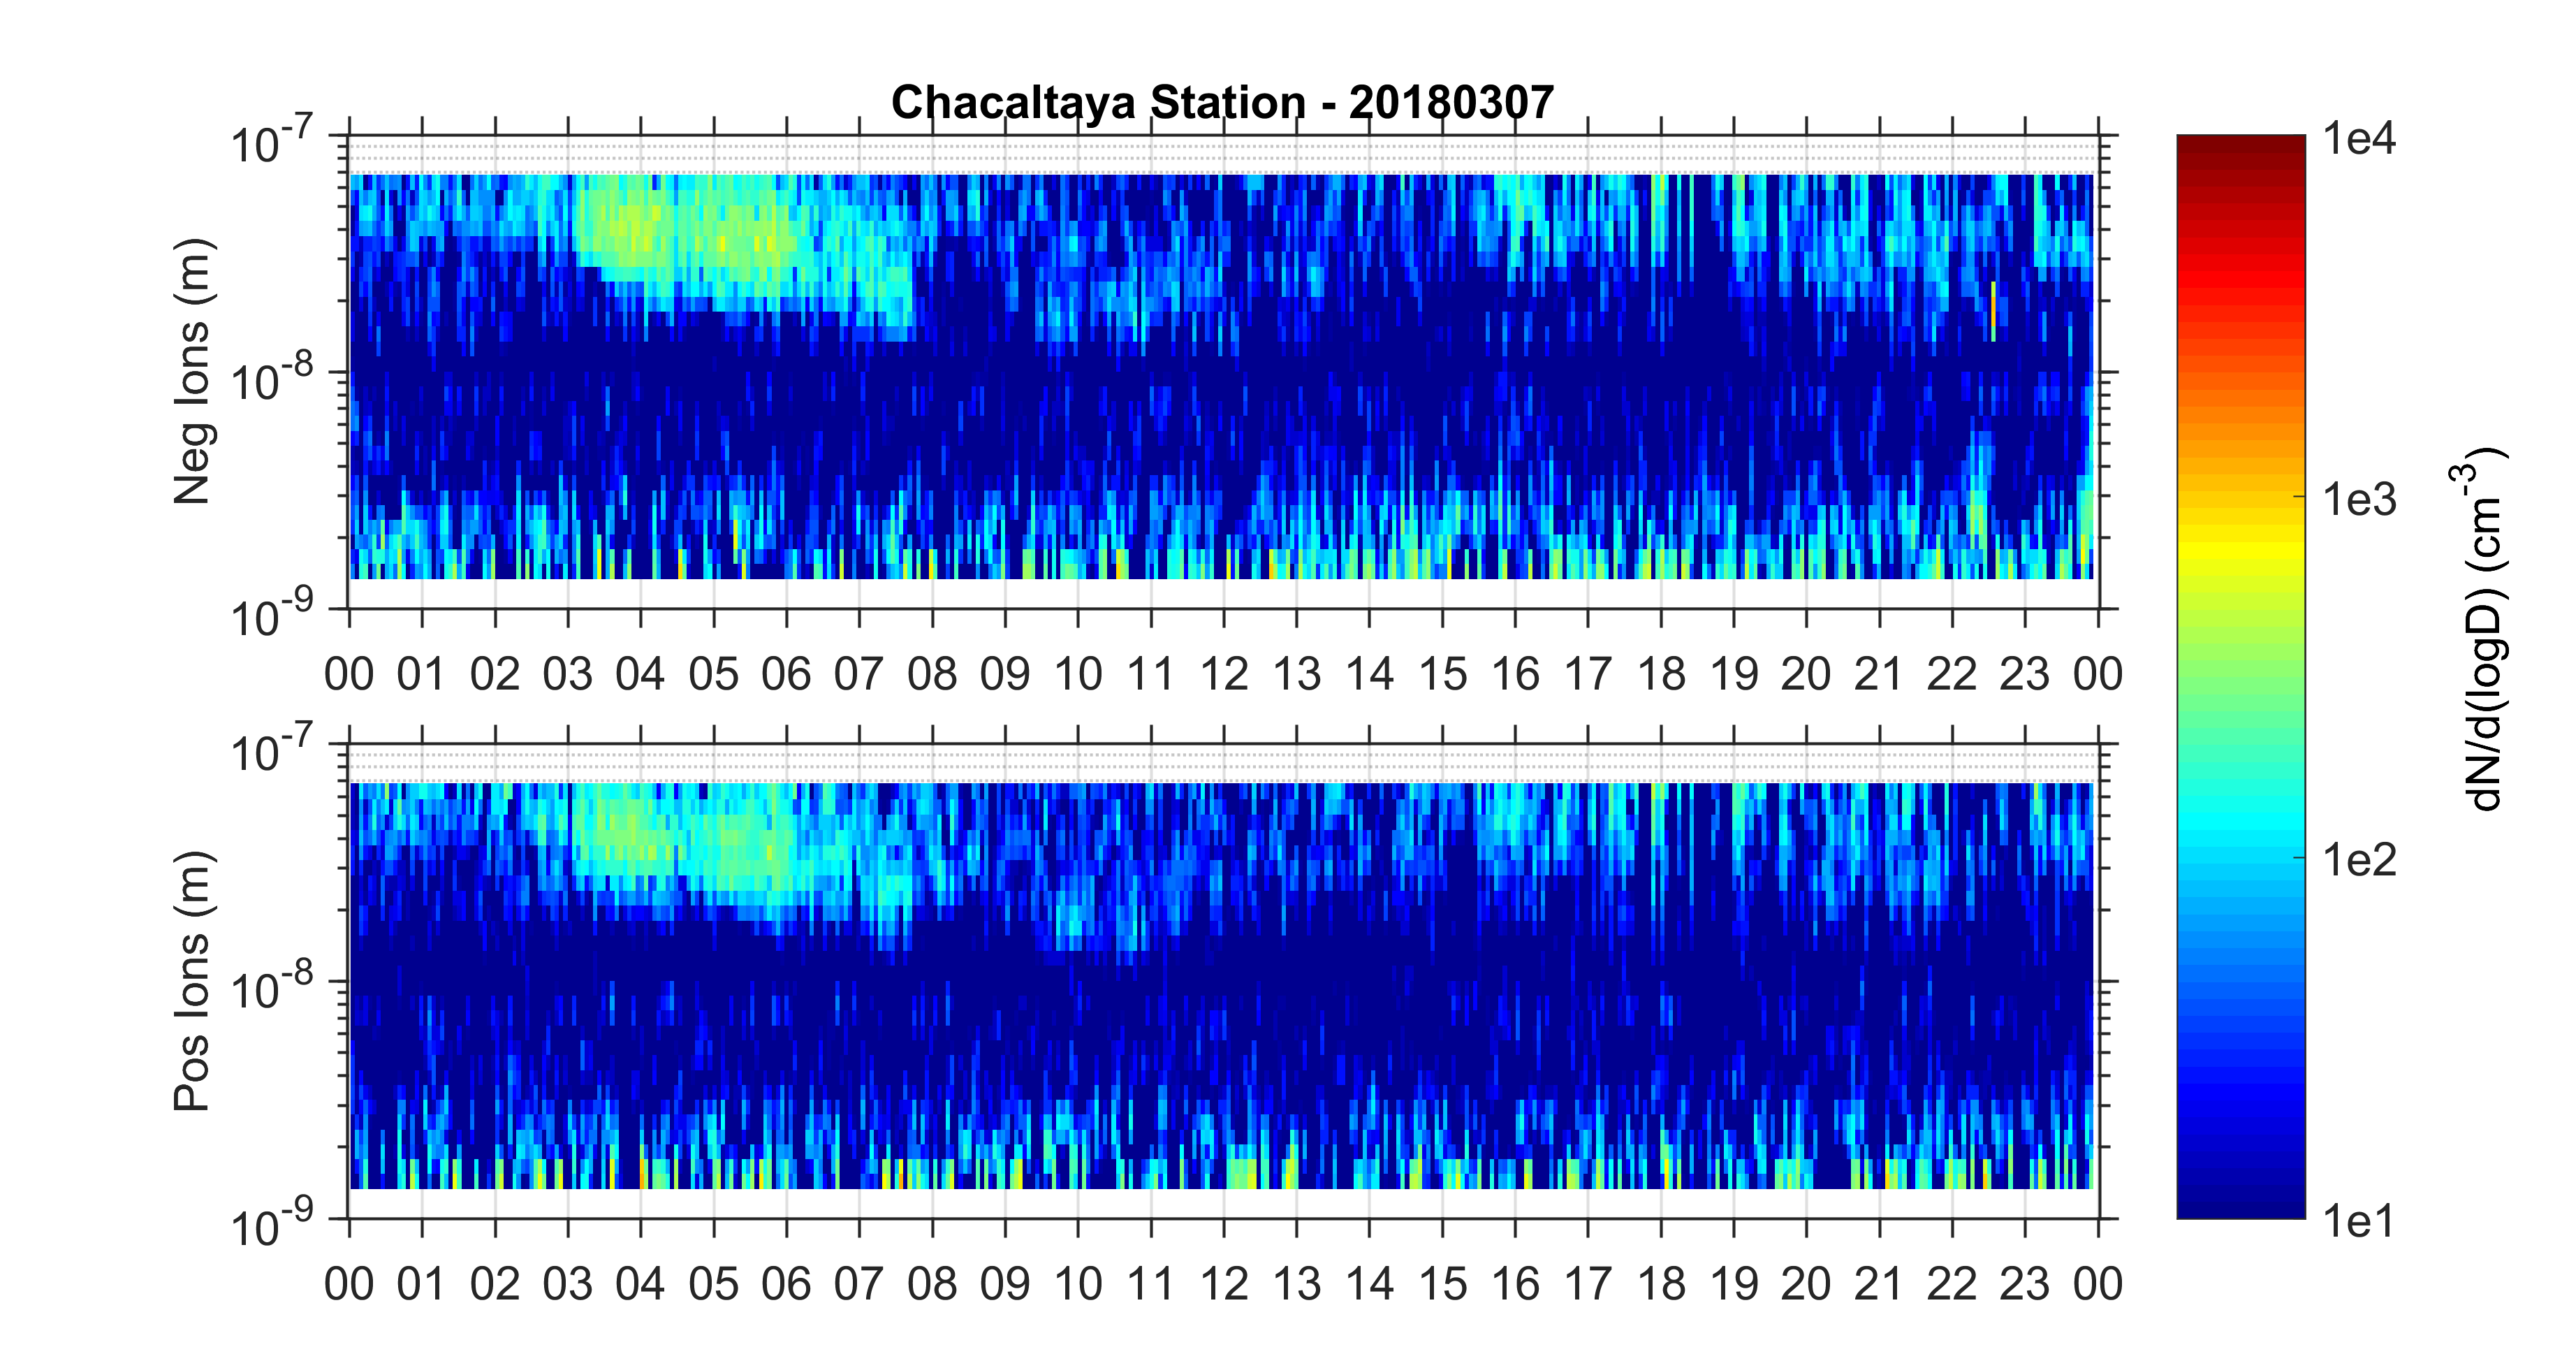 Chacaltaya Station - 20180307
Neg Ions (m)
10-7
10-8
10-9
00 01 02 03 04 05 06 07 08 09 10 11 12 13 14 15 16 17 18 19 20 21 22 23 00
Pos Ions (m)
10-7
10-8
10-9
00 01 02 03 04 05 06 07 08 09 10 11 12 13 14 15 16 17 18 19 20 21 22 23 00
1e4
1e3
1e2
1e1
dN/d(logD) (cm-3)